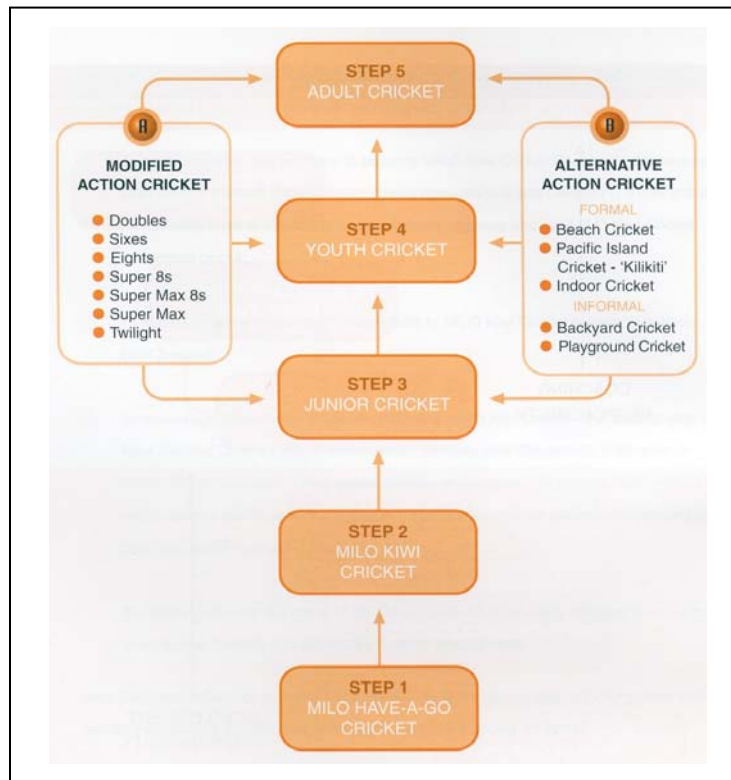 STEP 5
ADULT CRICKET
A
MODIFIED
ACTION CRICKET
Doubles
Sixes
Eights
Super 8s
Super Max 8s
Super Max
Twilight
B
ALTERNATIVE
ACTION CRICKET
FORMAL
Beach Cricket
Pacific Island
Cricket - ‘Kilikiti’
Indoor Cricket
INFORMAL
Backyard Cricket
Playground Cricket
STEP 4
YOUTH CRICKET
STEP 3
JUNIOR CRICKET
STEP 2
MILO KIWI
CRICKET
STEP 1
MILO HAVE-A-GO
CRICKET